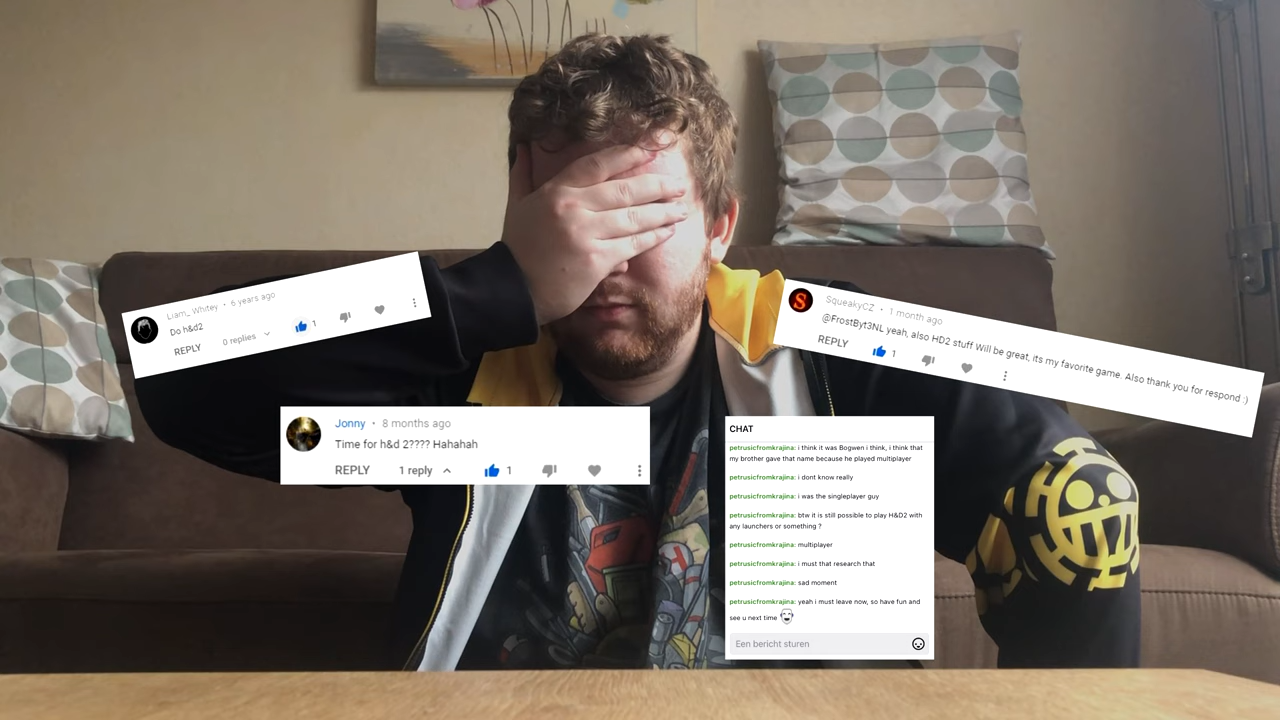 Liam_ Whitey • 6 years ago
Do h&d2
REPLY 0 replies 1
SqueakyCZ • 1 month ago
@FrostByt3NL yeah, also HD2 stuff Will be great, its my favorite game. Also thank you for respond :)
REPLY 1
S
Jonny • 8 months ago
Time for h&d 2???? Hahahah
REPLY 1 reply 1
CHAT
petrusicfromkrajina: i think it was Bogwen i think, i think that
my brother gave that name because he played multiplayer
petrusicfromkrajina: i dont know really
petrusicfromkrajina: i was the singleplayer guy
petrusicfromkrajina: btw it is still possible to play H&D2 with
any launchers or something ?
petrusicfromkrajina: multiplayer
petrusicfromkrajina: i must that research that
petrusicfromkrajina: sad moment
petrusicfromkrajina: yeah i must leave now, so have fun and
see u next time
Een bericht sturen